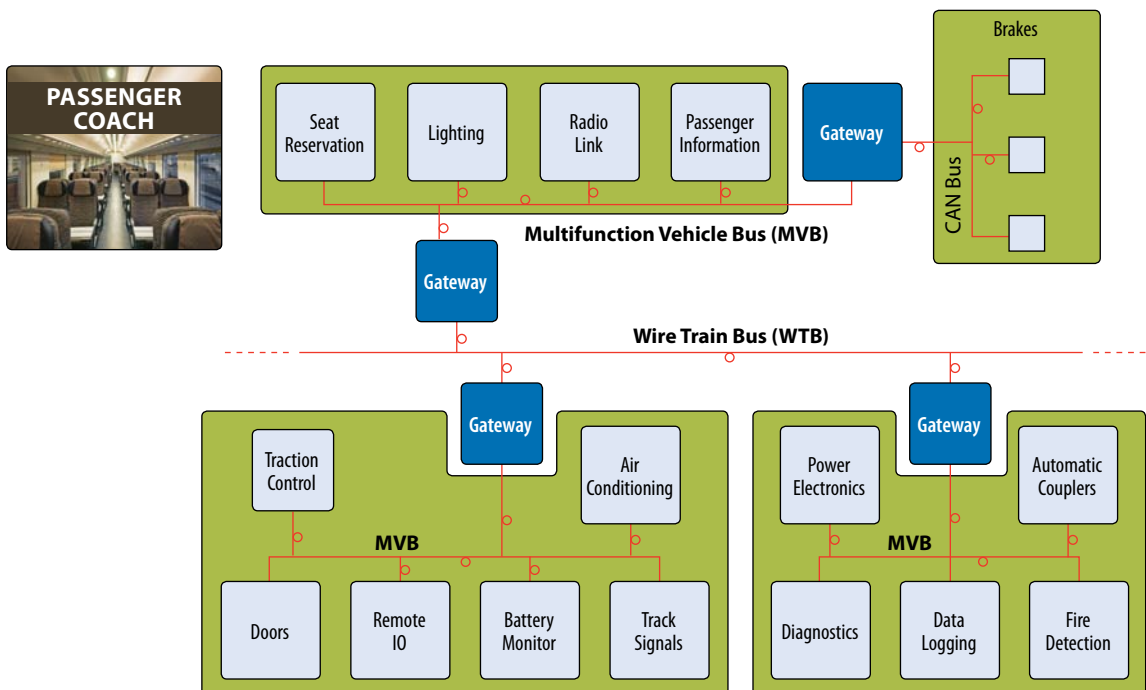 PASSENGER
COACH
Seat
Reservation
Lighting
Radio
Link
Passenger
Information
Gateway
Brakes
CAN Bus
Multifunction Vehicle Bus (MVB)
Gateway
Wire Train Bus (WTB)
Gateway
Traction
Control
Air
Conditioning
MVB
Doors
Remote
IO
Battery
Monitor
Track
Signals
Gateway
Power
Electronics
Automatic
Couplers
MVB
Diagnostics
Data
Logging
Fire
Detection